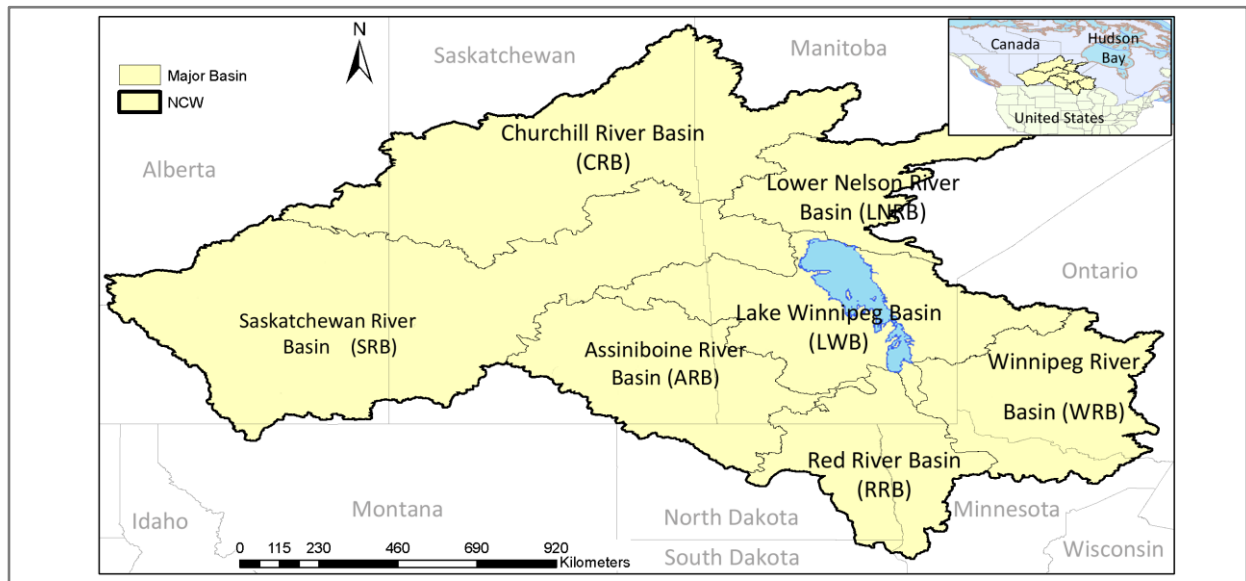 N
Saskatchewan
Manitoba
Canada
Hudson
Bay
United States
Major Basin
NCW
Alberta
Churchill River Basin
(CRB)
Lower Nelson River
Basin (LNRB)
Ontario
Saskatchewan River
Basin (SRB)
Lake Winnipeg Basin
(LWB)
Assiniboine River
Basin (ARB)
Winnipeg River
Basin (WRB)
Red River Basin
(RRB)
Idaho
Montana
North Dakota
South Dakota
Minnesota
Wisconsin
0 115 230 460 690 920
Kilometers